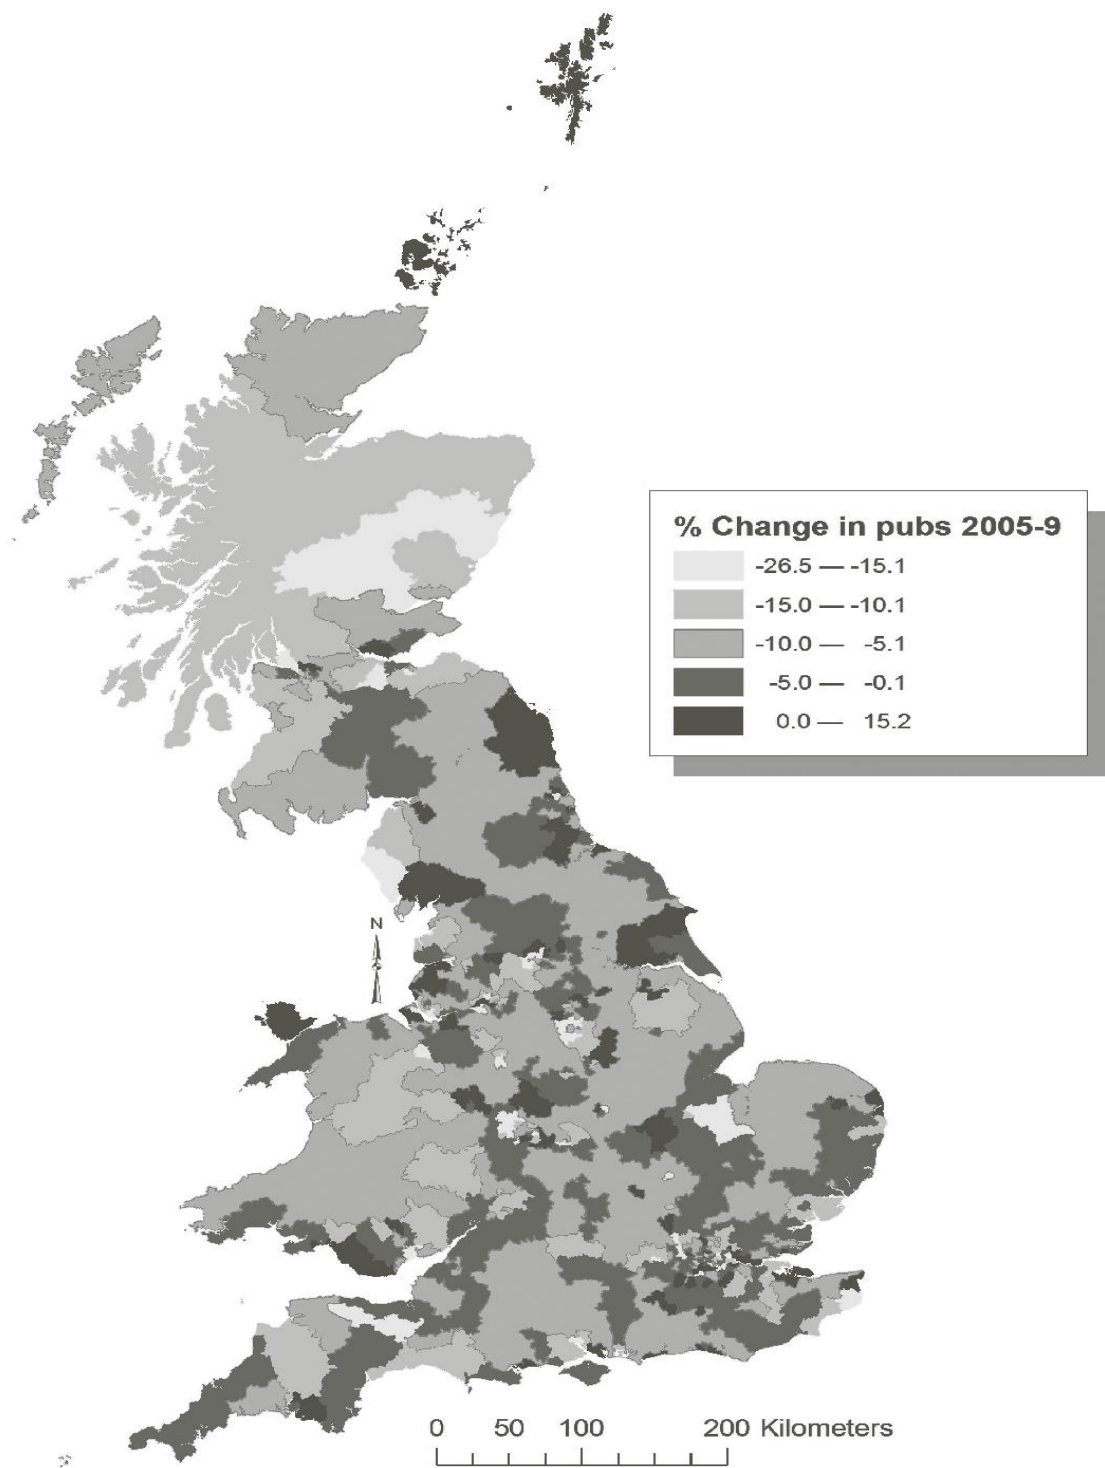 % Change in pubs 2005-9
-26.5 — -15.1
-15.0 — -10.1
-10.0 — -5.1
-5.0 — -0.1
0.0 — 15.2
N
0 50 100 200 Kilometers